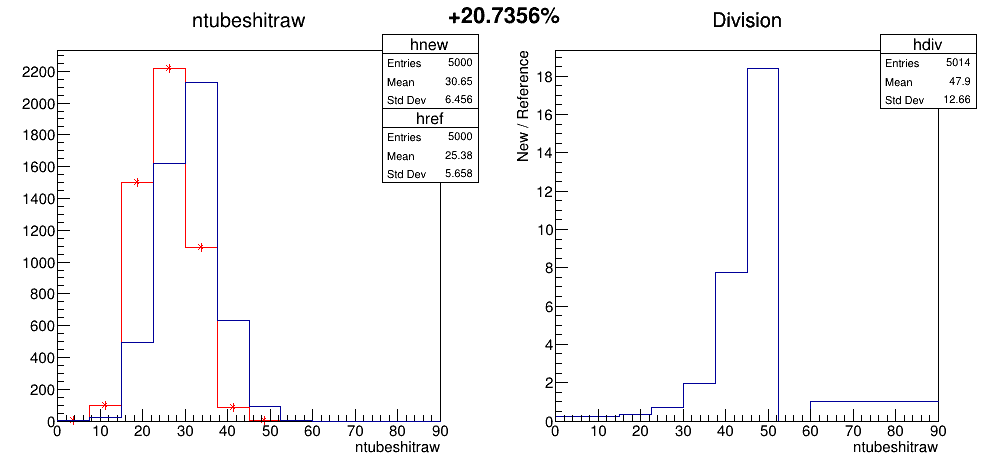 +20.7356%
ntubeshitraw
hnew
Entries 5000
Mean 30.65
Std Dev 6.456
href
Entries 5000
Mean 25.38
Std Dev 5.658
2200
2000
1800
1600
1400
1200
1000
800
600
400
200
0
0 10 20 30 40 50 60 70 80 90
ntubeshitraw
Division
hdiv
Entries 5014
Mean 47.9
Std Dev 12.66
New / Reference
18
16
14
12
10
8
6
4
2
0
0 10 20 30 40 50 60 70 80 90
ntubeshitraw